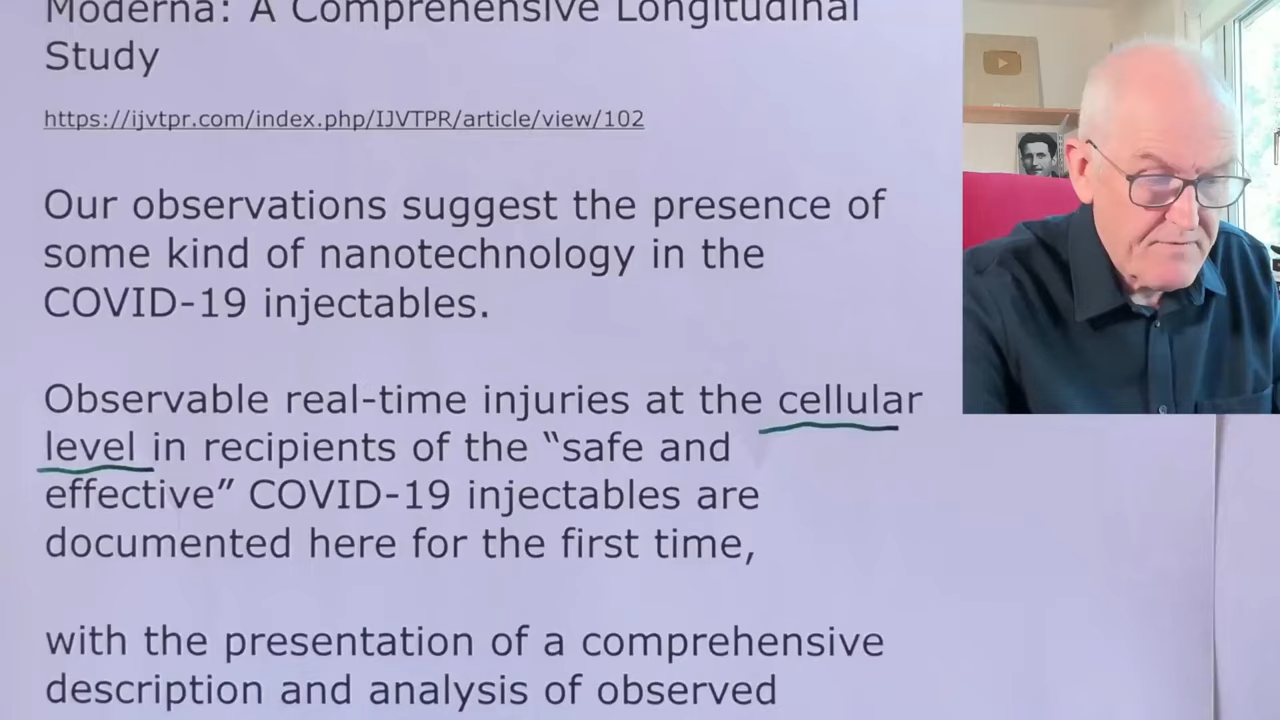 Moderna: A Comprehensive Longitudinal
Study
https://ijvtpr.com/index.php/IJVTPR/article/view/102
Our observations suggest the presence of
some kind of nanotechnology in the
COVID-19 injectables.
Observable real-time injuries at the cellular
level in recipients of the “safe and
effective” COVID-19 injectables are
documented here for the first time,
with the presentation of a comprehensive
description and analysis of observed